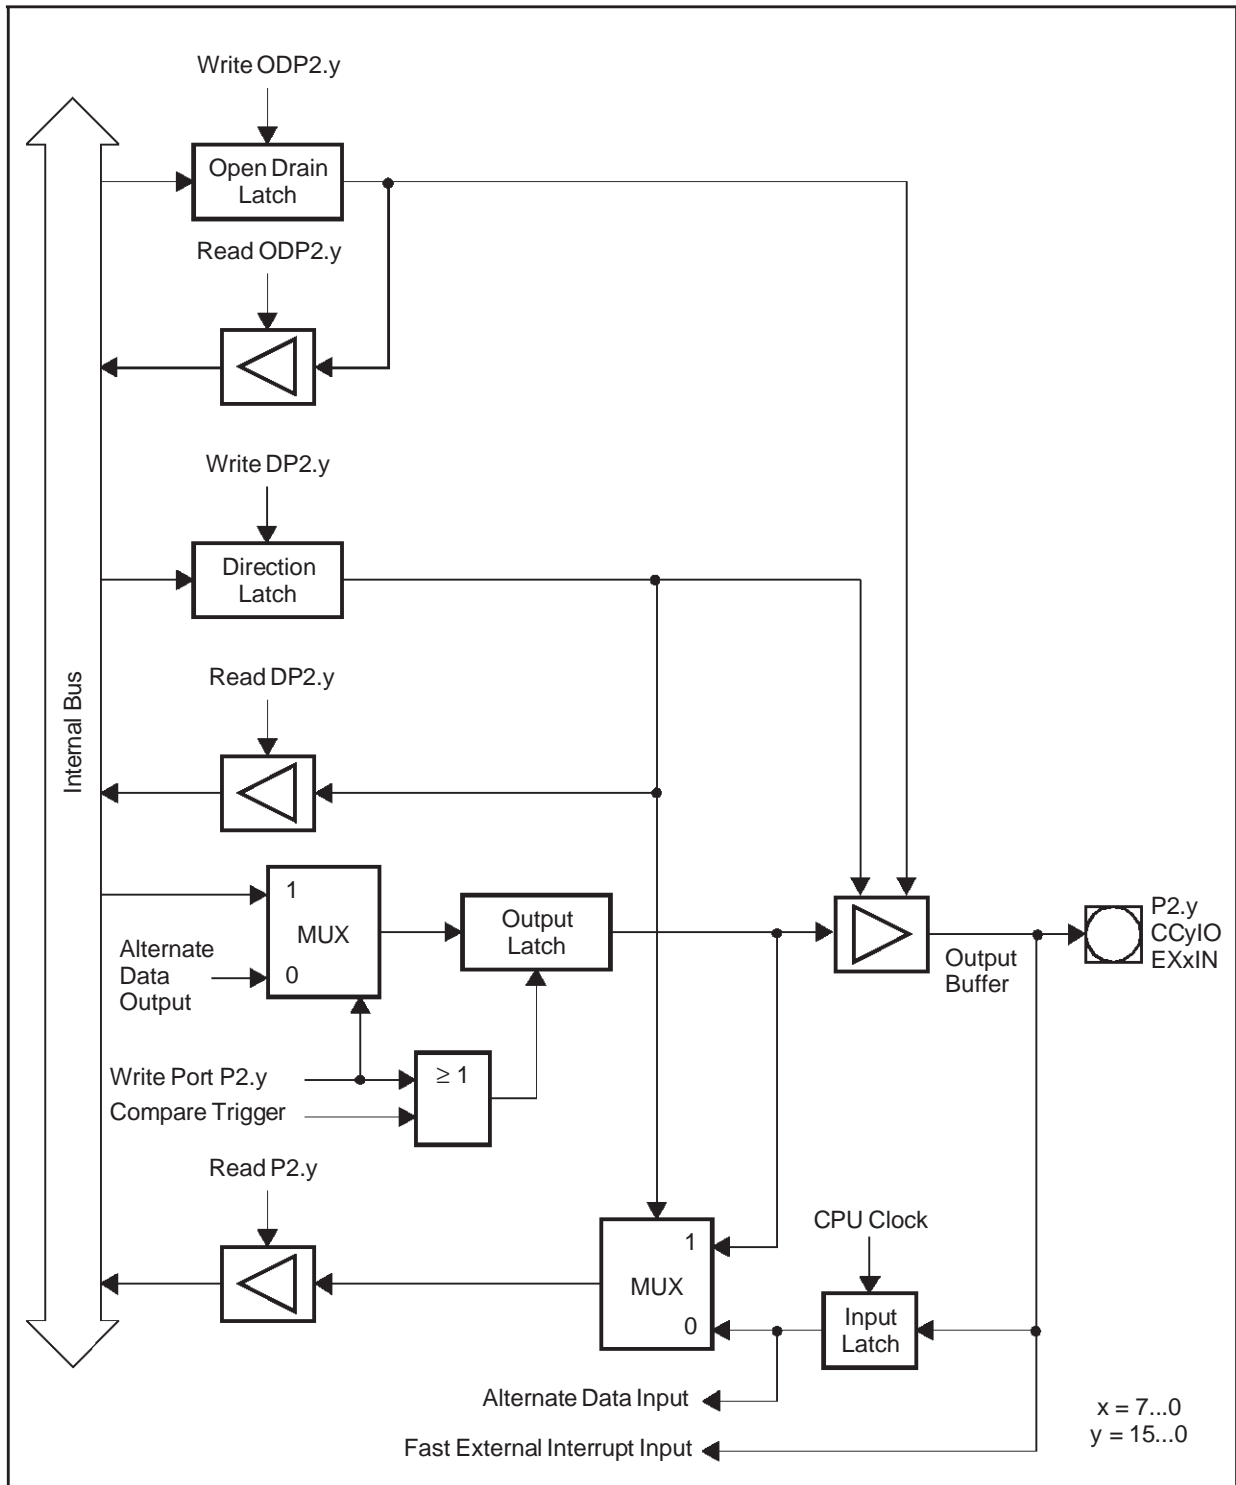 Write ODP2.y
Open Drain
Latch
Read ODP2.y
Write DP2.y
Direction
Latch
Internal Bus
Read DP2.y
1
MUX
0
Alternate
Data
Output
Output
Latch
Output
Buffer
P2.y
CCyIO
EXxIN
Write Port P2.y
≥ 1
Compare Trigger
Read P2.y
CPU Clock
1
MUX
0
Input
Latch
Alternate Data Input
Fast External Interrupt Input
x = 7...0
y = 15...0